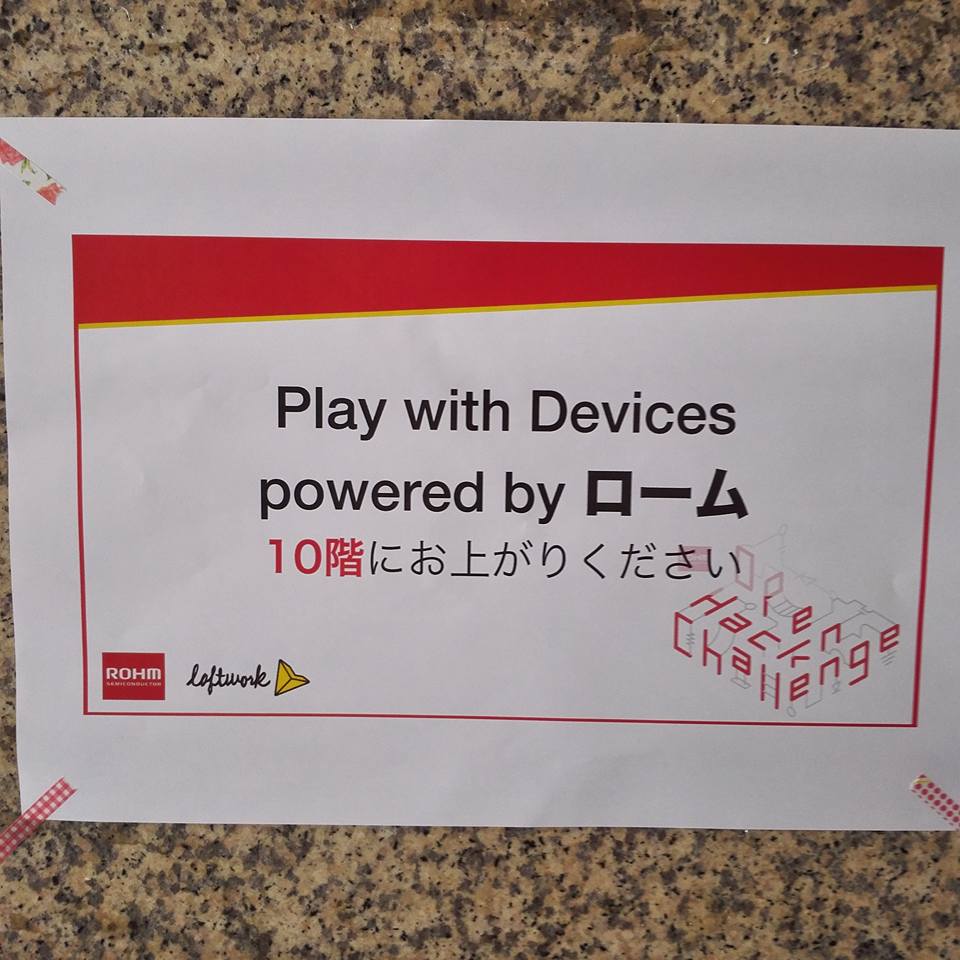 Play with Devices
powered by ローム
10階にお上がりください
Open
Hack
Challenge
ROHM
SEMICONDUCTOR
loftwork